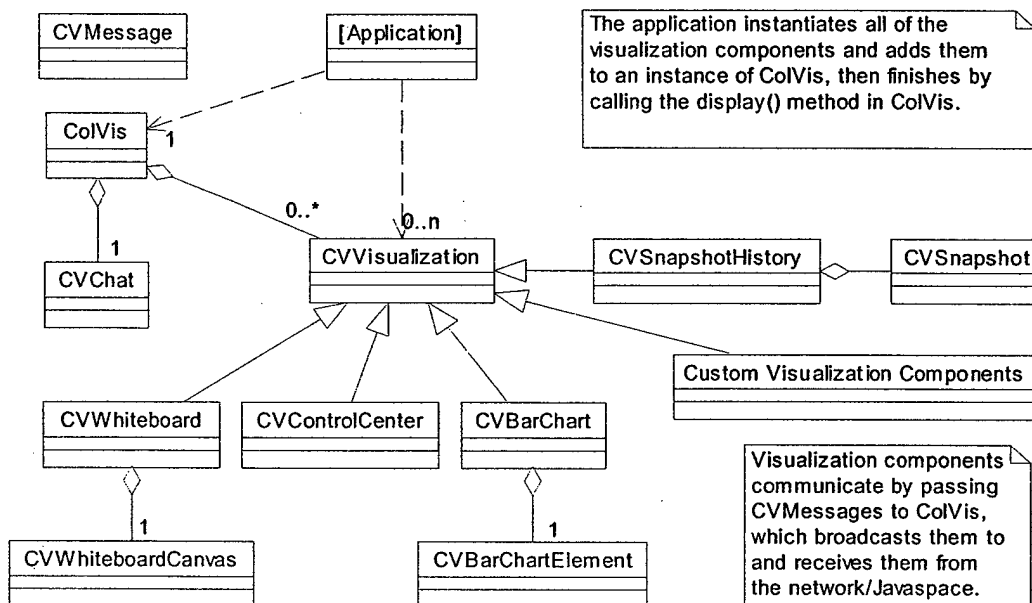 CVMessage
[Application]
The application instantiates all of the
visualization components and adds them
to an instance of ColVis, then finishes by
calling the display() method in ColVis.
ColVis
1
0..*
0..n
1
CVChat
CVVisualization
CVSnapshotHistory
CVSnapshot
Custom Visualization Components
CVWhiteboard
CVControlCenter
CVBarChart
Visualization components
communicate by passing
CVMessages to ColVis,
which broadcasts them to
and receives them from
the network/Javaspace.
1
1
CVWhiteboardCanvas
CVBarChartElement